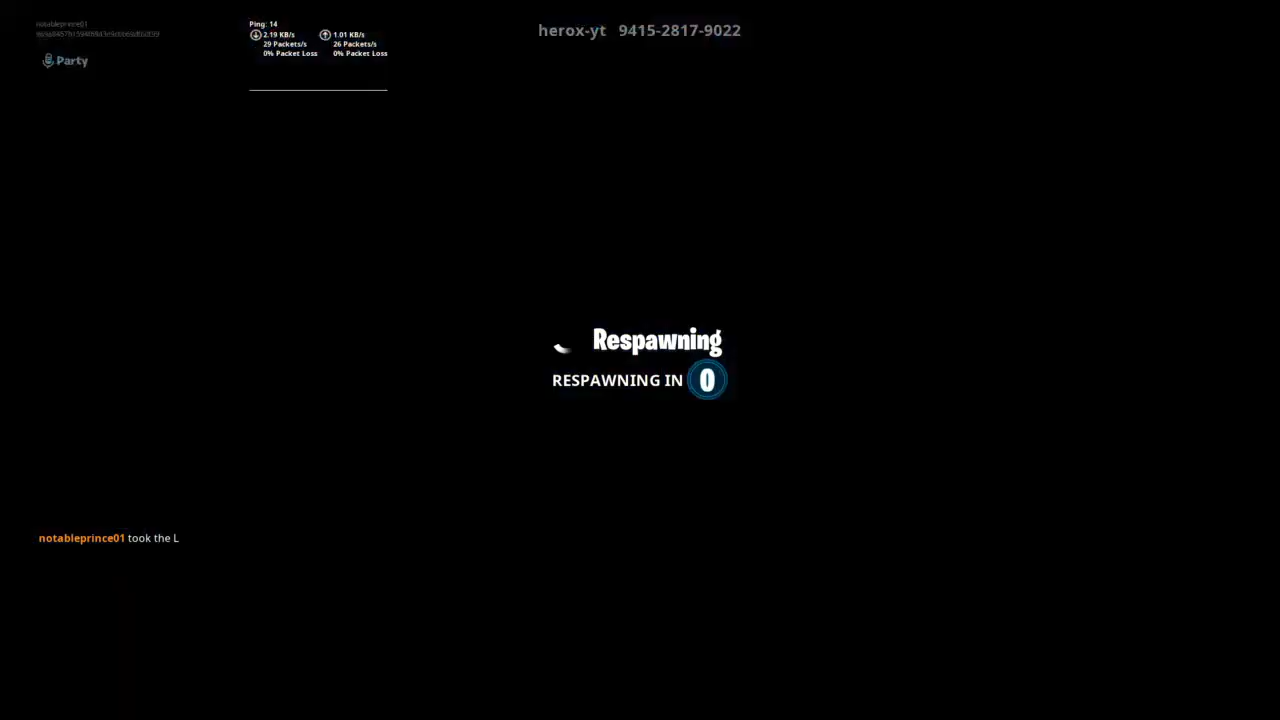 notableprince01
Party
Ping: 14
2.19 KB/s 1.01 KB/s
29 Packets/s 26 Packets/s
0% Packet Loss 0% Packet Loss
herox-yt 9415-2817-9022
Respawning
RESPAWNING IN 0
notableprince01 took the L